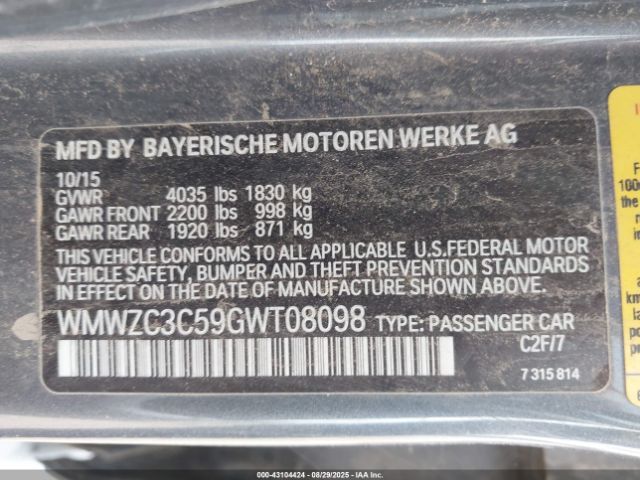 MFD BY BAYERISCHE MOTOREN WERKE AG
10/15
GVWR 4035 lbs 1830 kg
GAWR FRONT 2200 lbs 998 kg
GAWR REAR 1920 lbs 871 kg
THIS VEHICLE CONFORMS TO ALL APPLICABLE U.S.FEDERAL MOTOR
VEHICLE SAFETY, BUMPER AND THEFT PREVENTION STANDARDS
IN EFFECT ON THE DATE OF MANUFACTURE SHOWN ABOVE.
WMWZC3C59GWT08098 TYPE: PASSENGER CAR
C2F/7
7 315 814
000-43104424 - 08/29/2025 - COPYRIGHT IAA, LLC.